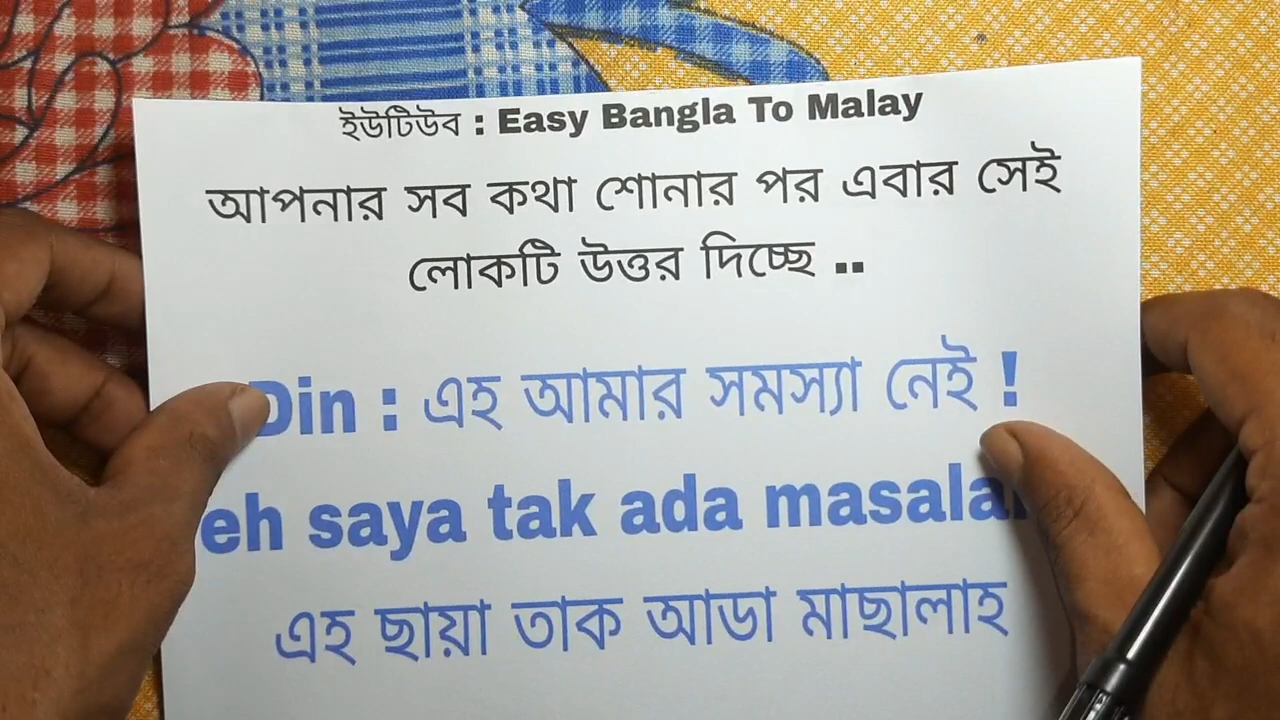 ইউটিউব : Easy Bangla To Malay
আপনার সব কথা শোনার পর এবার সেই
লোকটি উত্তর দিচ্ছে ..
Din : এহ আমার সমস্যা নেই !
eh saya tak ada masalah
এহ ছায়া তাক আডা মাছালাহ